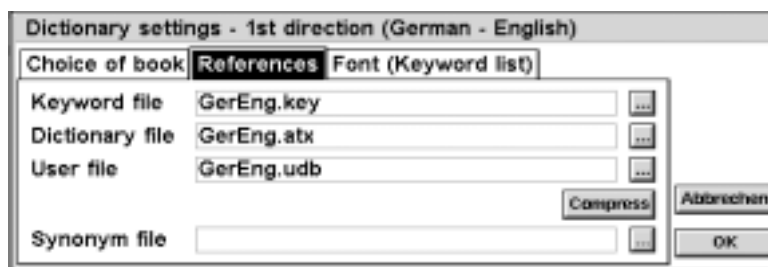 Dictionary settings - 1st direction (German - English)
Choice of book References Font (Keyword list)
Keyword file GerEng.key ...
Dictionary file GerEng.atx ...
User file GerEng.udb ...
Compress Abbrechen
Synonym file ... OK